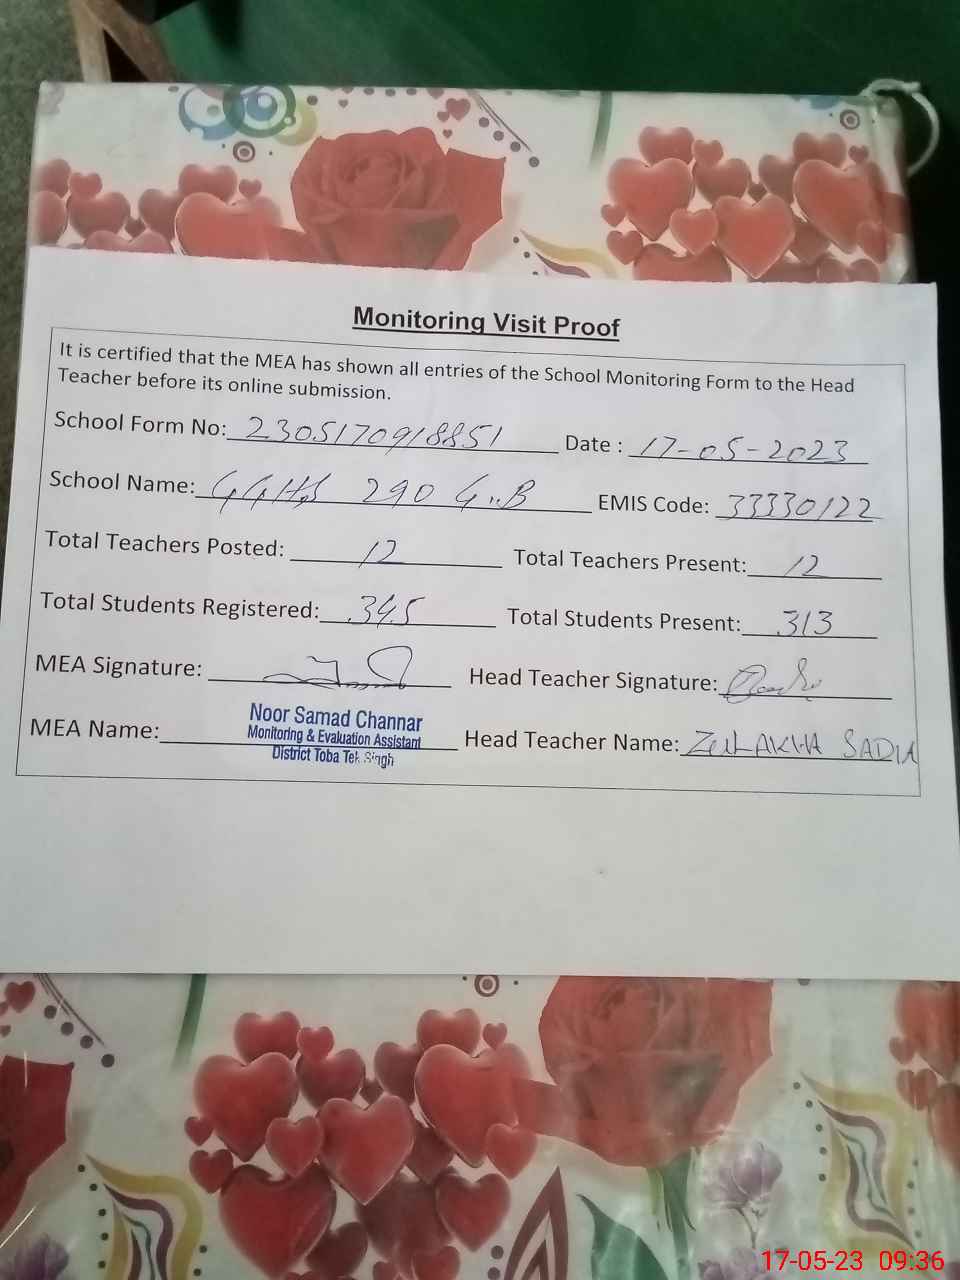 Monitoring Visit Proof
It is certified that the MEA has shown all entries of the School Monitoring Form to the Head
Teacher before its online submission.
School Form No: 2305170918851 Date : 17-05-2023
School Name: GGHS 290 G.B EMIS Code: 33330122
Total Teachers Posted: 12 Total Teachers Present: 12
Total Students Registered: 345 Total Students Present: 313
MEA Signature: Head Teacher Signature:
MEA Name: Noor Samad Channar
Monitoring & Evaluation Assistant
District Toba Tek Singh
Head Teacher Name: ZULAKHA SADIA
17-05-23 09:36